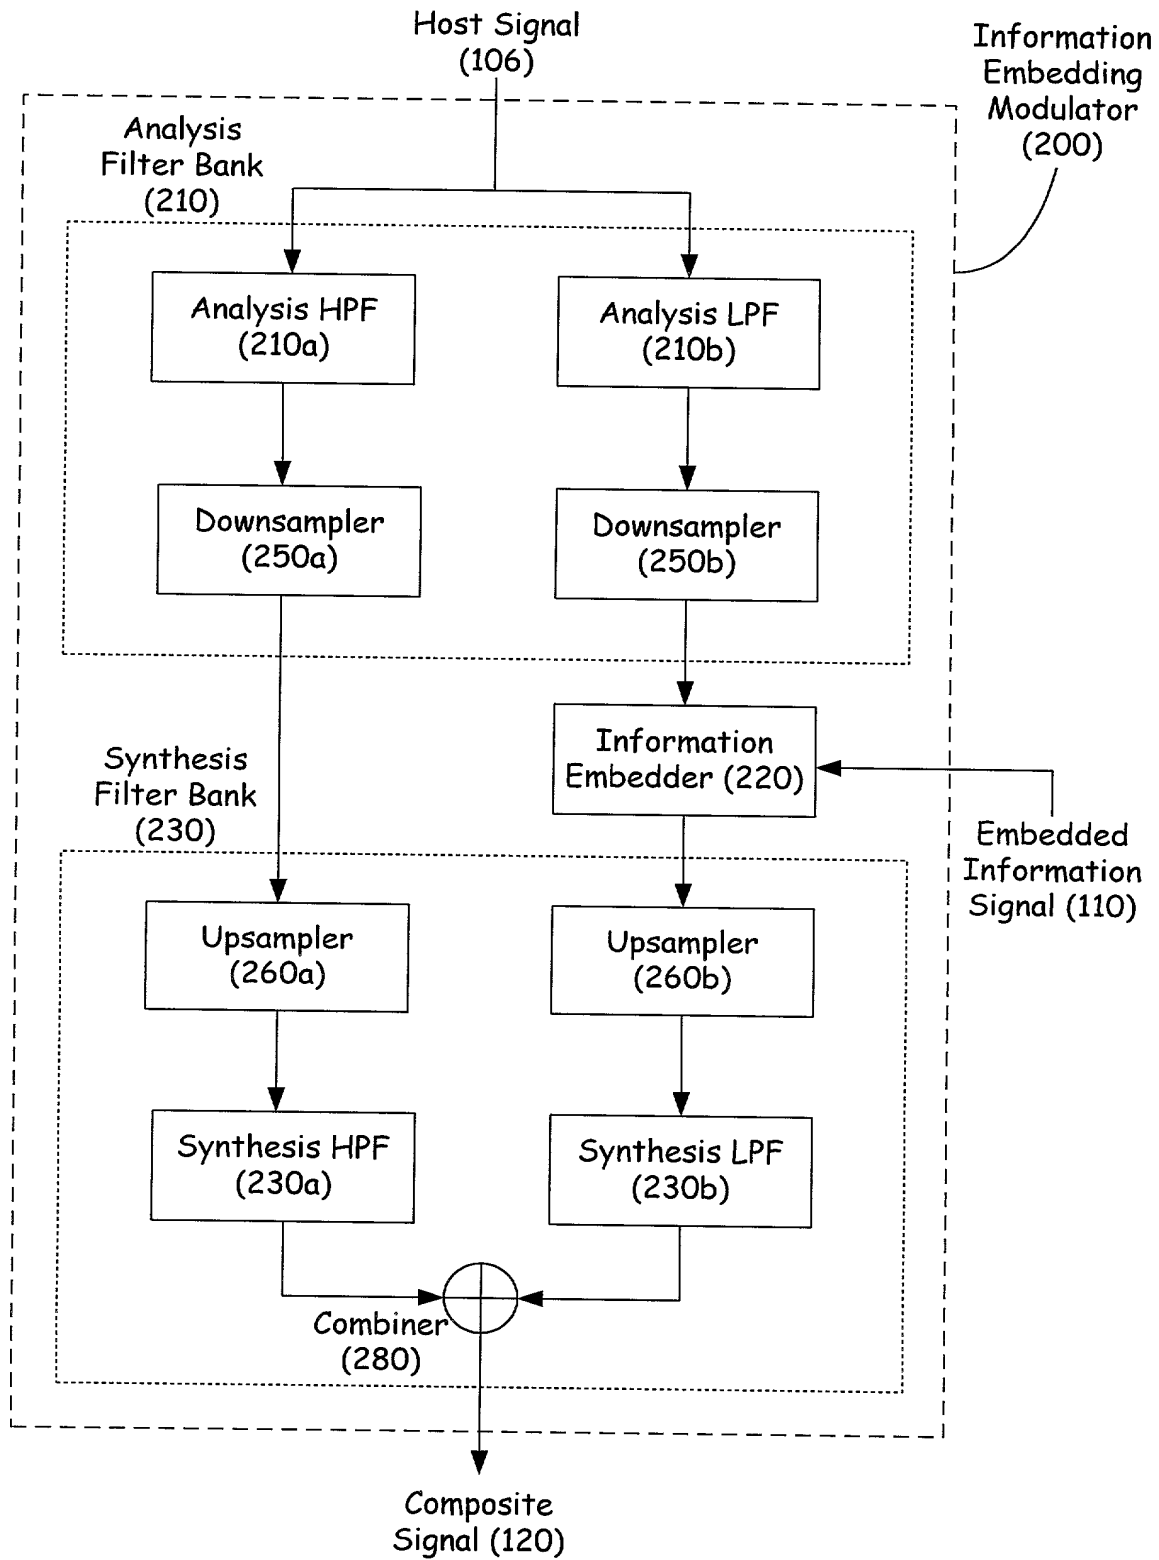 Host Signal
(106)
Information
Embedding
Modulator
(200)
Analysis
Filter Bank
(210)
Analysis HPF
(210a)
Analysis LPF
(210b)
Downsampler
(250a)
Downsampler
(250b)
Information
Embedder (220)
Synthesis
Filter Bank
(230)
Embedded
Information
Signal (110)
Upsampler
(260a)
Upsampler
(260b)
Synthesis HPF
(230a)
Synthesis LPF
(230b)
Combiner
(280)
Composite
Signal (120)